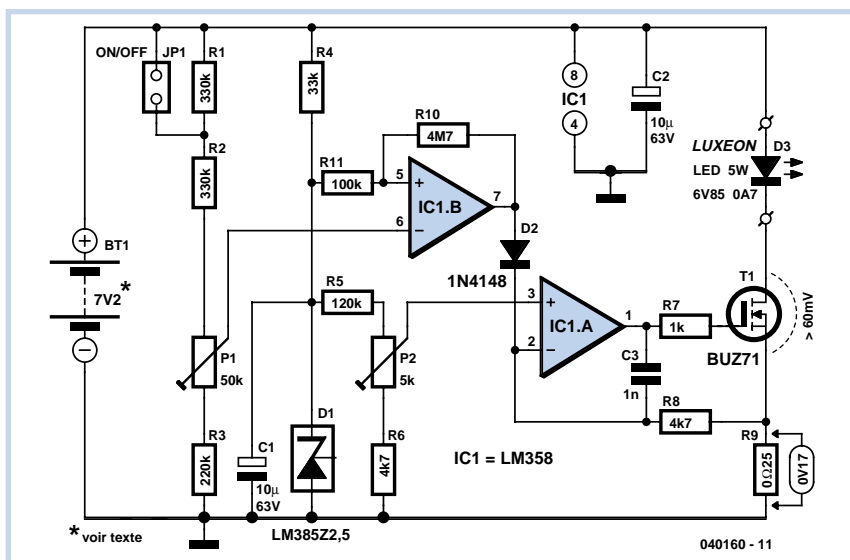 ON/OFF
JP1
R1
330k
R2
330k
R4
33k
R10
4M7
R11
100k
+
5
6
−
7
IC1.B
8
IC1
4
C2
10µ
63V
LUXEON
D3
LED 5W
6V85 0A7
BT1
*
7V2
D2
1N4148
R5
120k
P1
50k
P2
5k
3
+
2
−
1
IC1.A
R7
1k
T1
BUZ71
> 60mV
C3
1n
R8
4k7
R3
220k
C1
10µ
63V
D1
R6
4k7
IC1 = LM358
R9
0Ω25
0V17
* voir texte
LM385Z2,5
040160 - 11